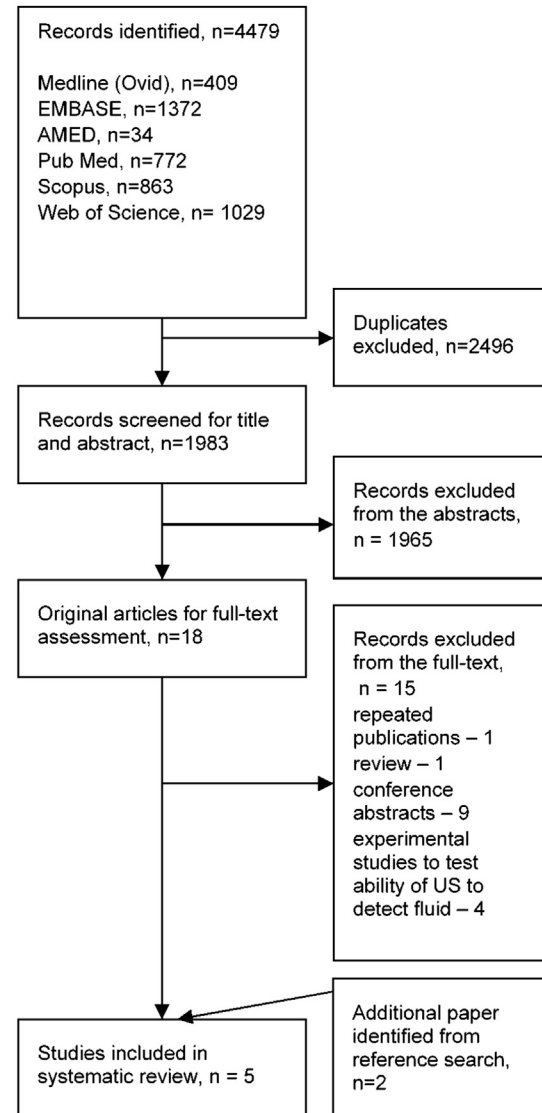 Records identified, n=4479
Medline (Ovid), n=409
EMBASE, n=1372
AMED, n=34
Pub Med, n=772
Scopus, n=863
Web of Science, n= 1029
Duplicates
excluded, n=2496
Records screened for title
and abstract, n=1983
Records excluded
from the abstracts,
n = 1965
Original articles for full-text
assessment, n=18
Records excluded
from the full-text,
n = 15
repeated
publications – 1
review – 1
conference
abstracts – 9
experimental
studies to test
ability of US to
detect fluid – 4
Additional paper
identified from
reference search,
n=2
Studies included in
systematic review, n = 5